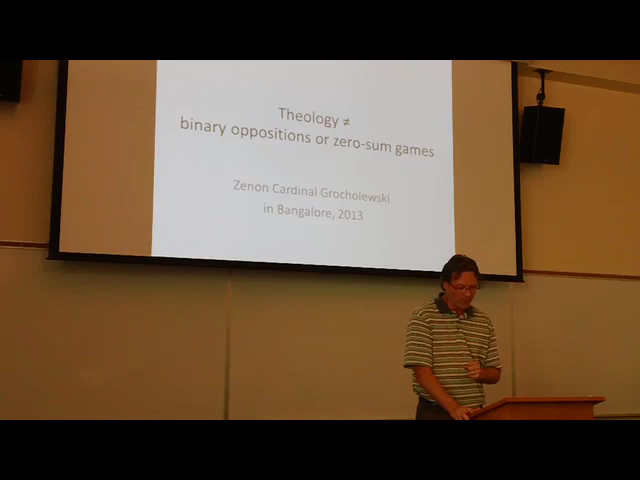 Theology ≠
binary oppositions or zero-sum games
Zenon Cardinal Grocholewski
in Bangalore, 2013